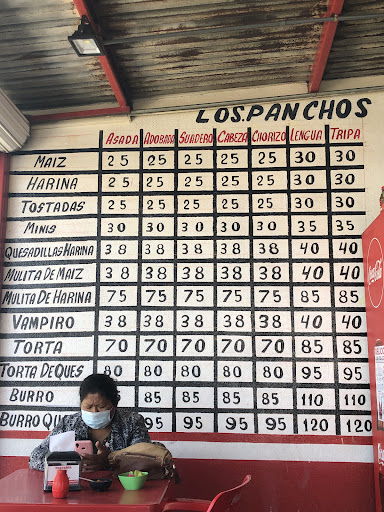 LOS.PANCHOS
ASADA ADOBADA SUADERO CABEZA CHORIZO LENGUA TRIPA
MAIZ 25 25 25 25 25 30 30
HARINA 25 25 25 25 25 30 30
TOSTADAS 25 25 25 25 25 30 30
MINIS 30 30 30 30 30 35 35
QUESADILLAS HARINA 38 38 38 38 38 40 40
MULITA DE MAIZ 38 38 38 38 38 40 40
MULITA DE HARINA 75 75 75 75 75 85 85
VAMPIRO 38 38 38 38 38 40 40
TORTA 70 70 70 70 70 85 85
TORTA DE QUES 80 80 80 80 80 95 95
BURRO 85 85 85 85 110 110
BURRO QUE 95 95 95 95 120 120
Coca-Cola